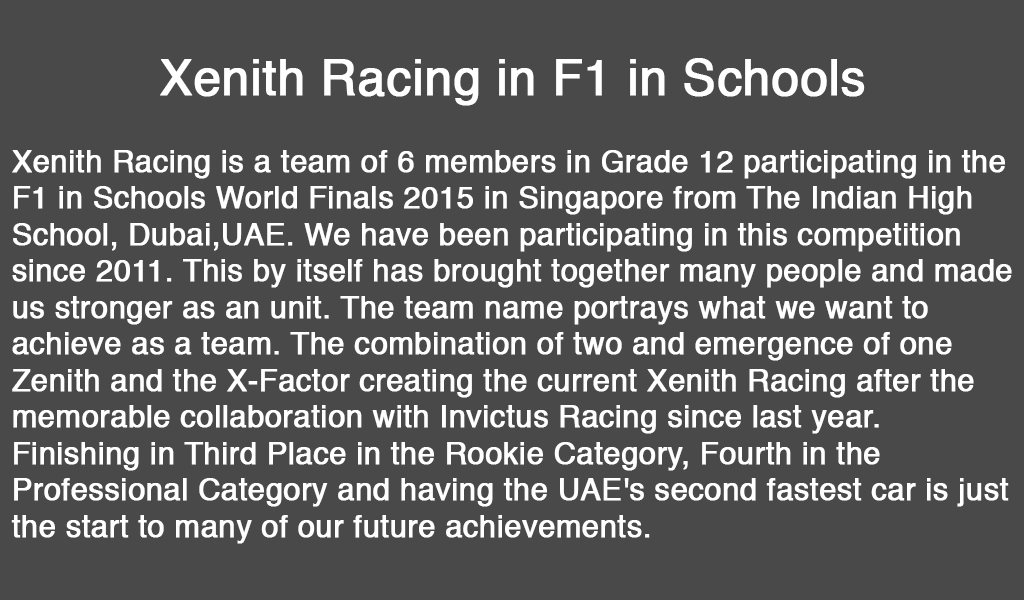 Xenith Racing in F1 in Schools
Xenith Racing is a team of 6 members in Grade 12 participating in the
F1 in Schools World Finals 2015 in Singapore from The Indian High
School, Dubai,UAE. We have been participating in this competition
since 2011. This by itself has brought together many people and made
us stronger as an unit. The team name portrays what we want to
achieve as a team. The combination of two and emergence of one
Zenith and the X-Factor creating the current Xenith Racing after the
memorable collaboration with Invictus Racing since last year.
Finishing in Third Place in the Rookie Category, Fourth in the
Professional Category and having the UAE's second fastest car is just
the start to many of our future achievements.